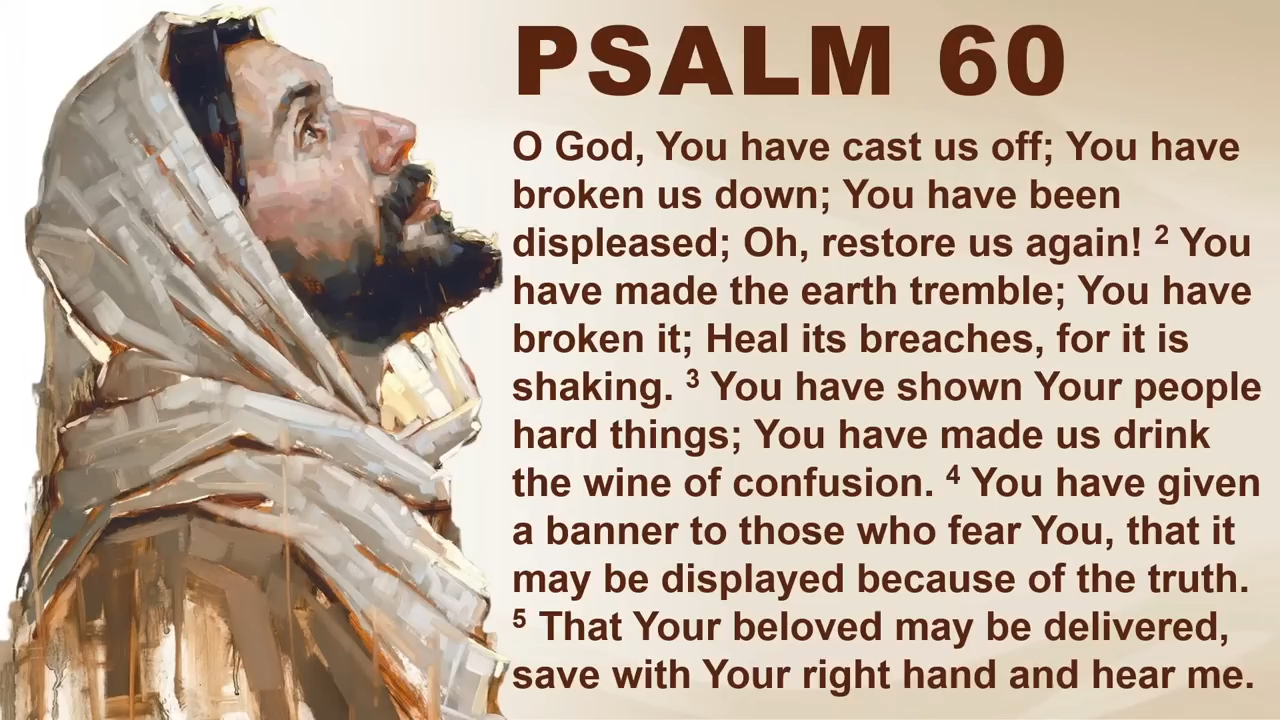 PSALM 60
O God, You have cast us off; You have
broken us down; You have been
displeased; Oh, restore us again! ² You
have made the earth tremble; You have
broken it; Heal its breaches, for it is
shaking. ³ You have shown Your people
hard things; You have made us drink
the wine of confusion. ⁴ You have given
a banner to those who fear You, that it
may be displayed because of the truth.
⁵ That Your beloved may be delivered,
save with Your right hand and hear me.